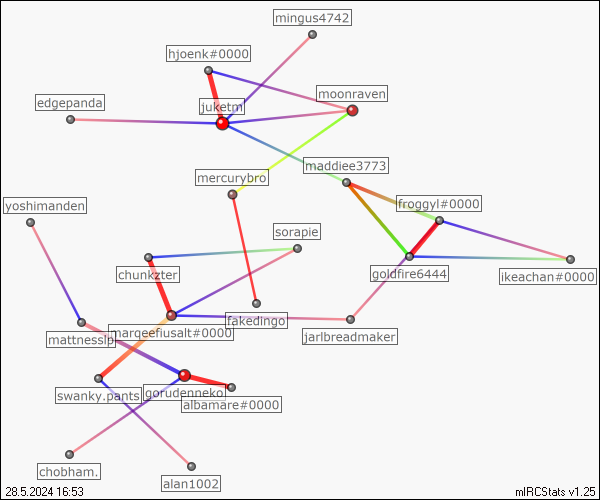 mingus4742
hjoenk#0000
moonraven
edgepanda
juketm
maddiee3773
mercurybro
froggyl#0000
yoshimanden
sorapie
chunkzter
goldfire6444
ikeachan#0000
fakedingo
marqeefiusalt#0000
jarlbreadmaker
mattnesslp
swanky.pants
gorudenneko
albamare#0000
chobham.
alan1002
28.5.2024 16:53
mIRCStats v1.25